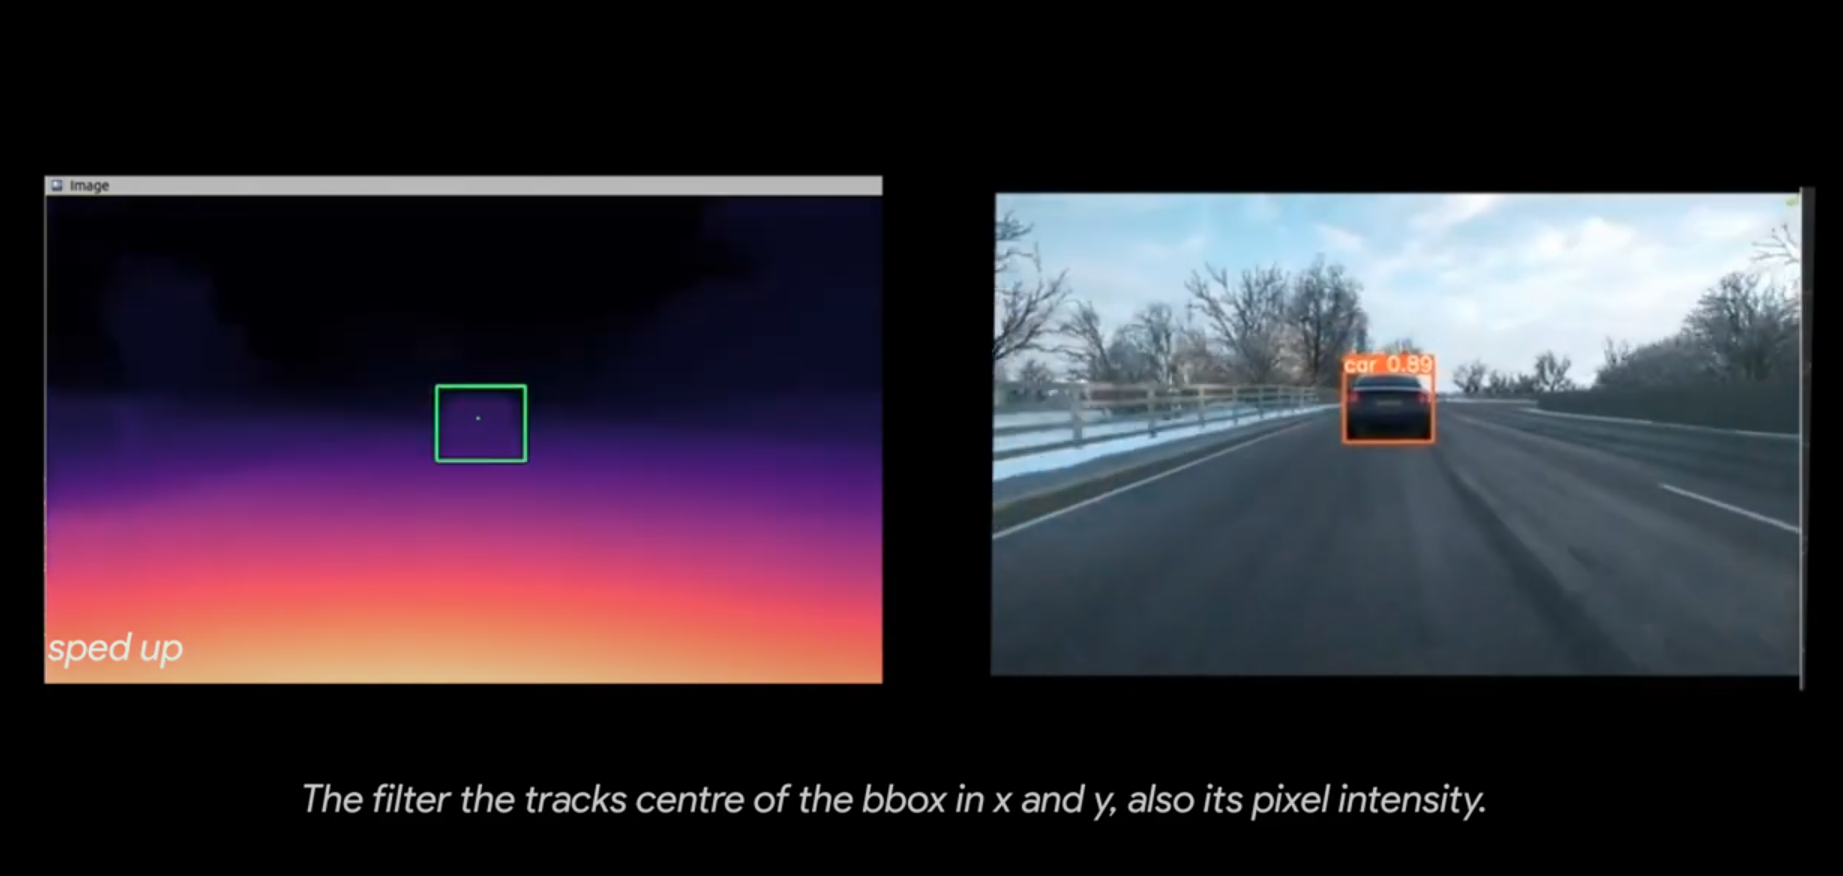 Image
car 0.89
sped up
The filter the tracks centre of the bbox in x and y, also its pixel intensity.